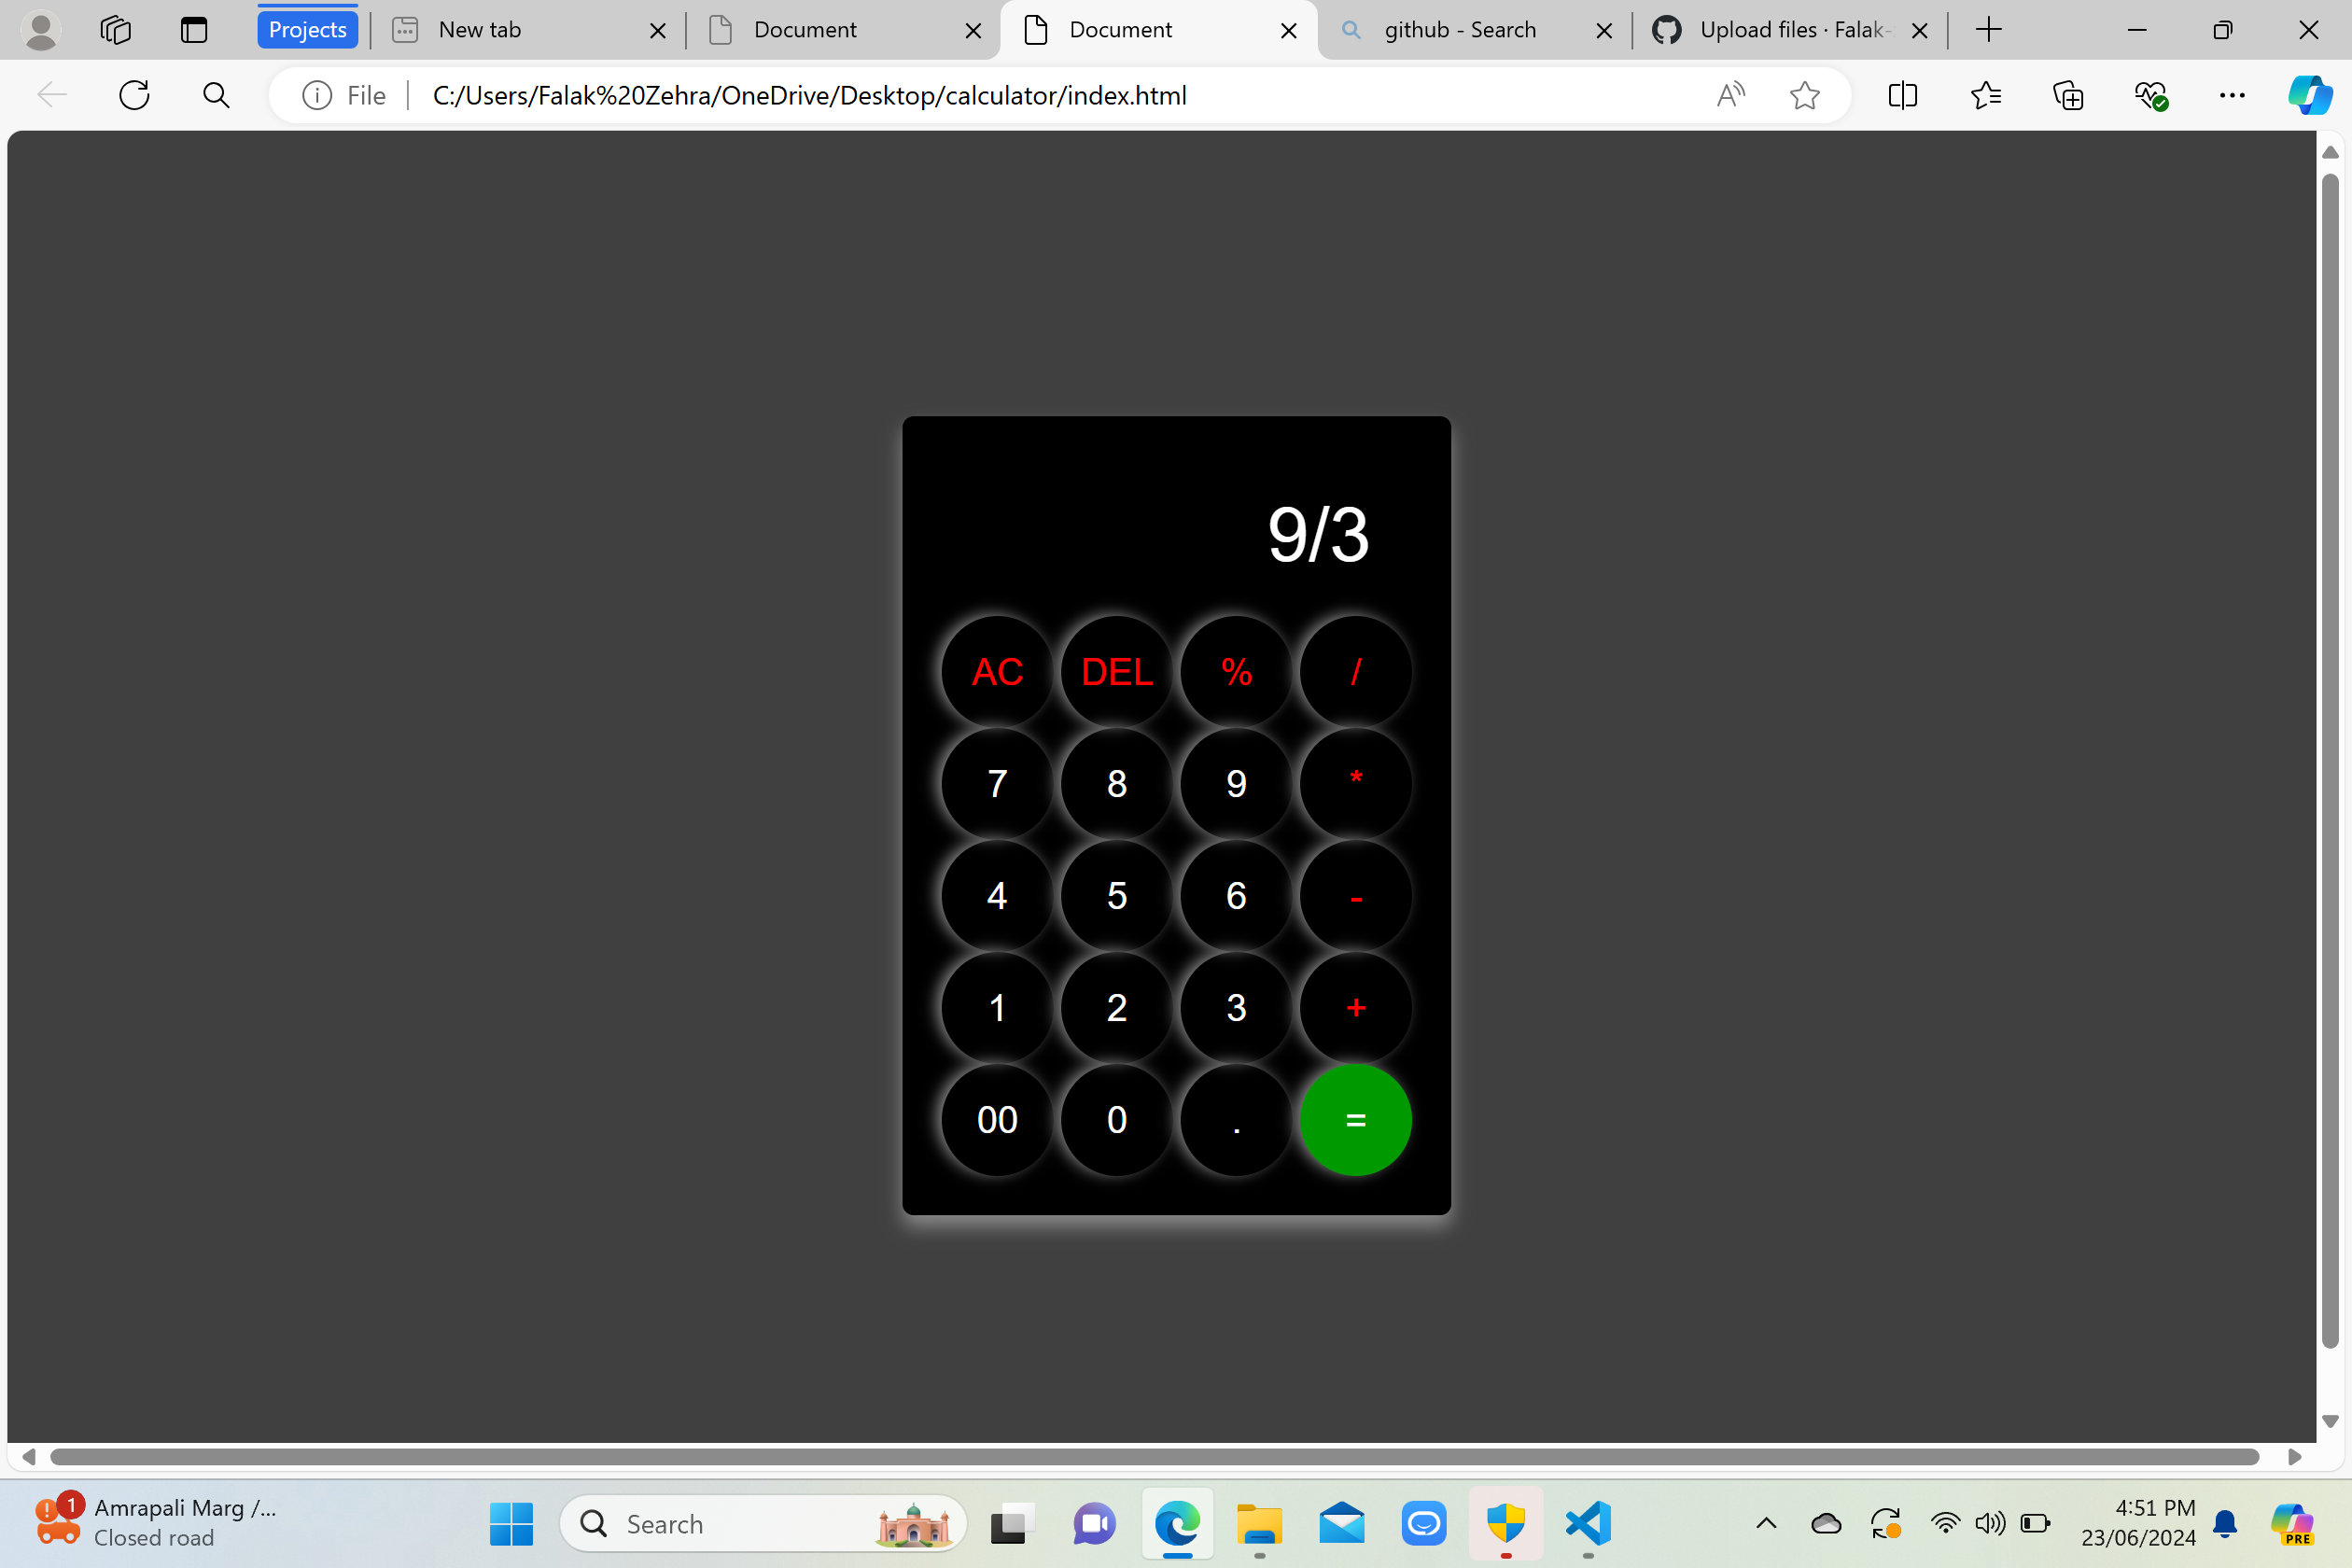 Projects
New tab
Document
Document
github - Search
Upload files · Falak-
File
C:/Users/Falak%20Zehra/OneDrive/Desktop/calculator/index.html
9/3
AC DEL % /
7 8 9 *
4 5 6 -
1 2 3 +
00 0 . =
1
Amrapali Marg /...
Closed road
Search
4:51 PM
23/06/2024
PRE